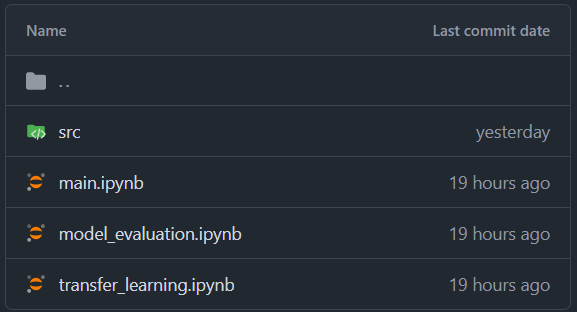 Name Last commit date
..
src yesterday
main.ipynb 19 hours ago
model_evaluation.ipynb 19 hours ago
transfer_learning.ipynb 19 hours ago